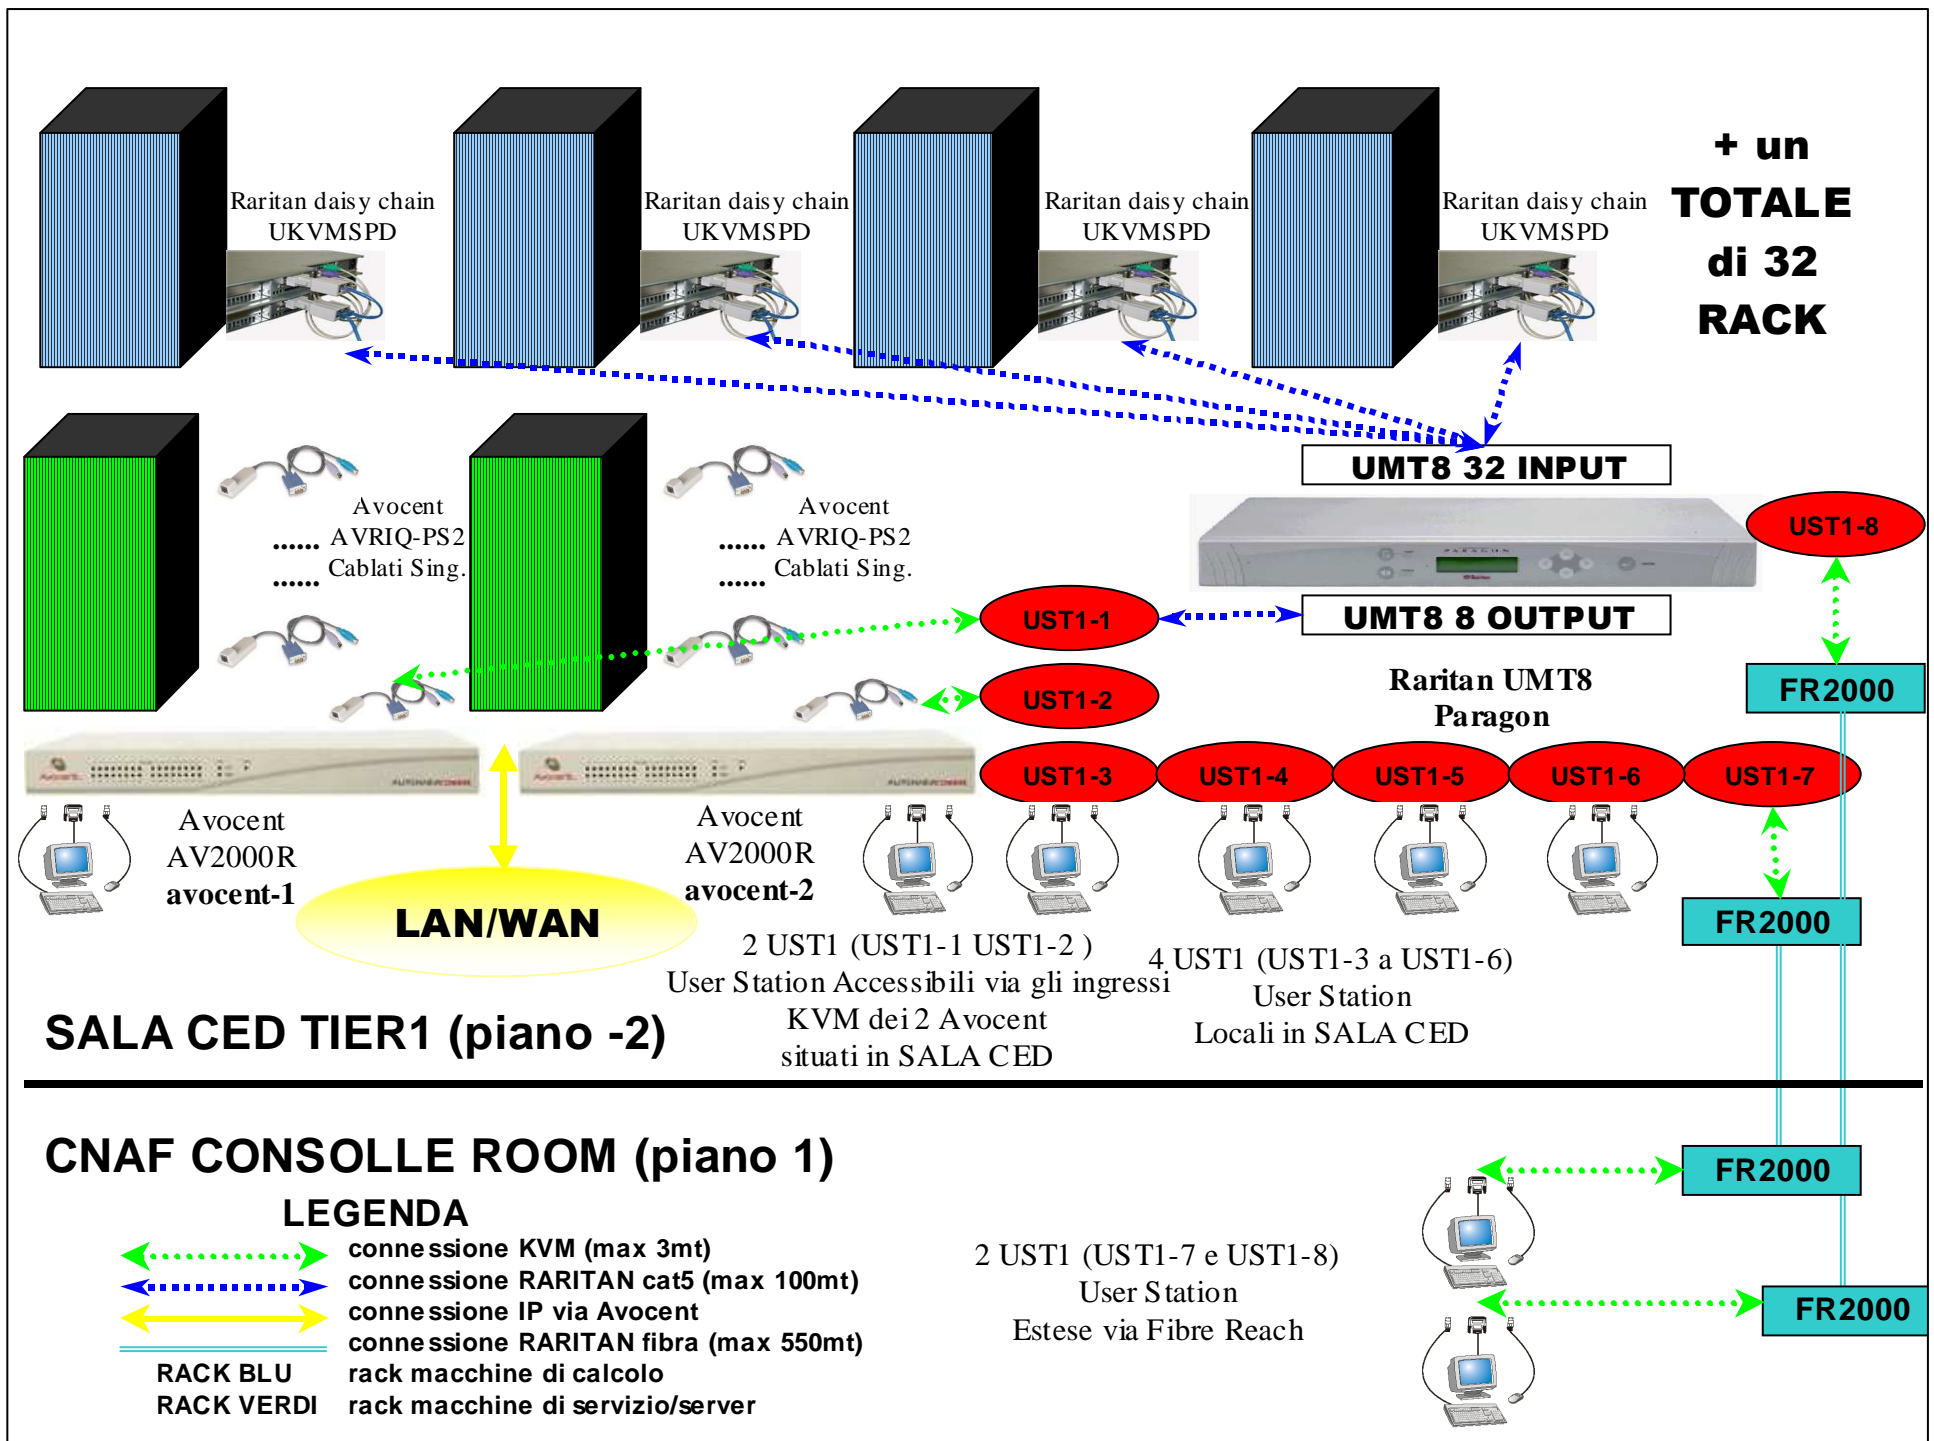 + un
TOTALE
di 32
RACK
Raritan daisy chain
UKVMSPD
Raritan daisy chain
UKVMSPD
Raritan daisy chain
UKVMSPD
Raritan daisy chain
UKVMSPD
UMT8 32 INPUT
Avocent
...... AVRIQ-PS2
...... Cablati Sing.
Avocent
...... AVRIQ-PS2
...... Cablati Sing.
PARAGON
Raritan
UST1-8
UMT8 8 OUTPUT
UST1-1
UST1-2
Raritan UMT8
Paragon
FR2000
UST1-3
UST1-4
UST1-5
UST1-6
UST1-7
Avocent
AV2000R
avocent-1
Avocent
AV2000R
avocent-2
LAN/WAN
FR2000
2 UST1 (UST1-1 UST1-2 )
User Station Accessibili via gli ingressi
KVM dei 2 Avocent
situati in SALA CED
4 UST1 (UST1-3 a UST1-6)
User Station
Locali in SALA CED
SALA CED TIER1 (piano -2)
CNAF CONSOLLE ROOM (piano 1)
LEGENDA
connessione KVM (max 3mt)
connessione RARITAN cat5 (max 100mt)
connessione IP via Avocent
connessione RARITAN fibra (max 550mt)
RACK BLU rack macchine di calcolo
RACK VERDI rack macchine di servizio/server
2 UST1 (UST1-7 e UST1-8)
User Station
Estese via Fibre Reach
FR2000
FR2000